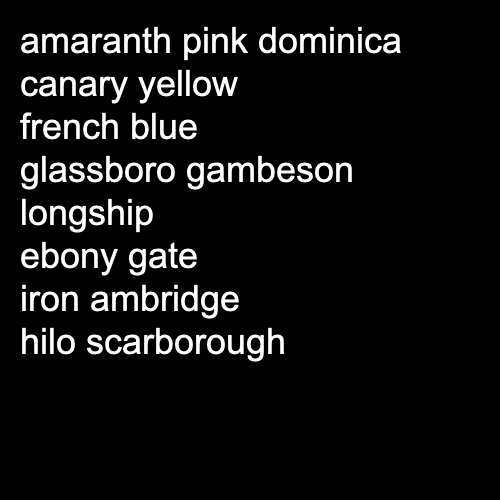 amaranth pink dominica
canary yellow
french blue
glassboro gambeson
longship
ebony gate
iron ambridge
hilo scarborough